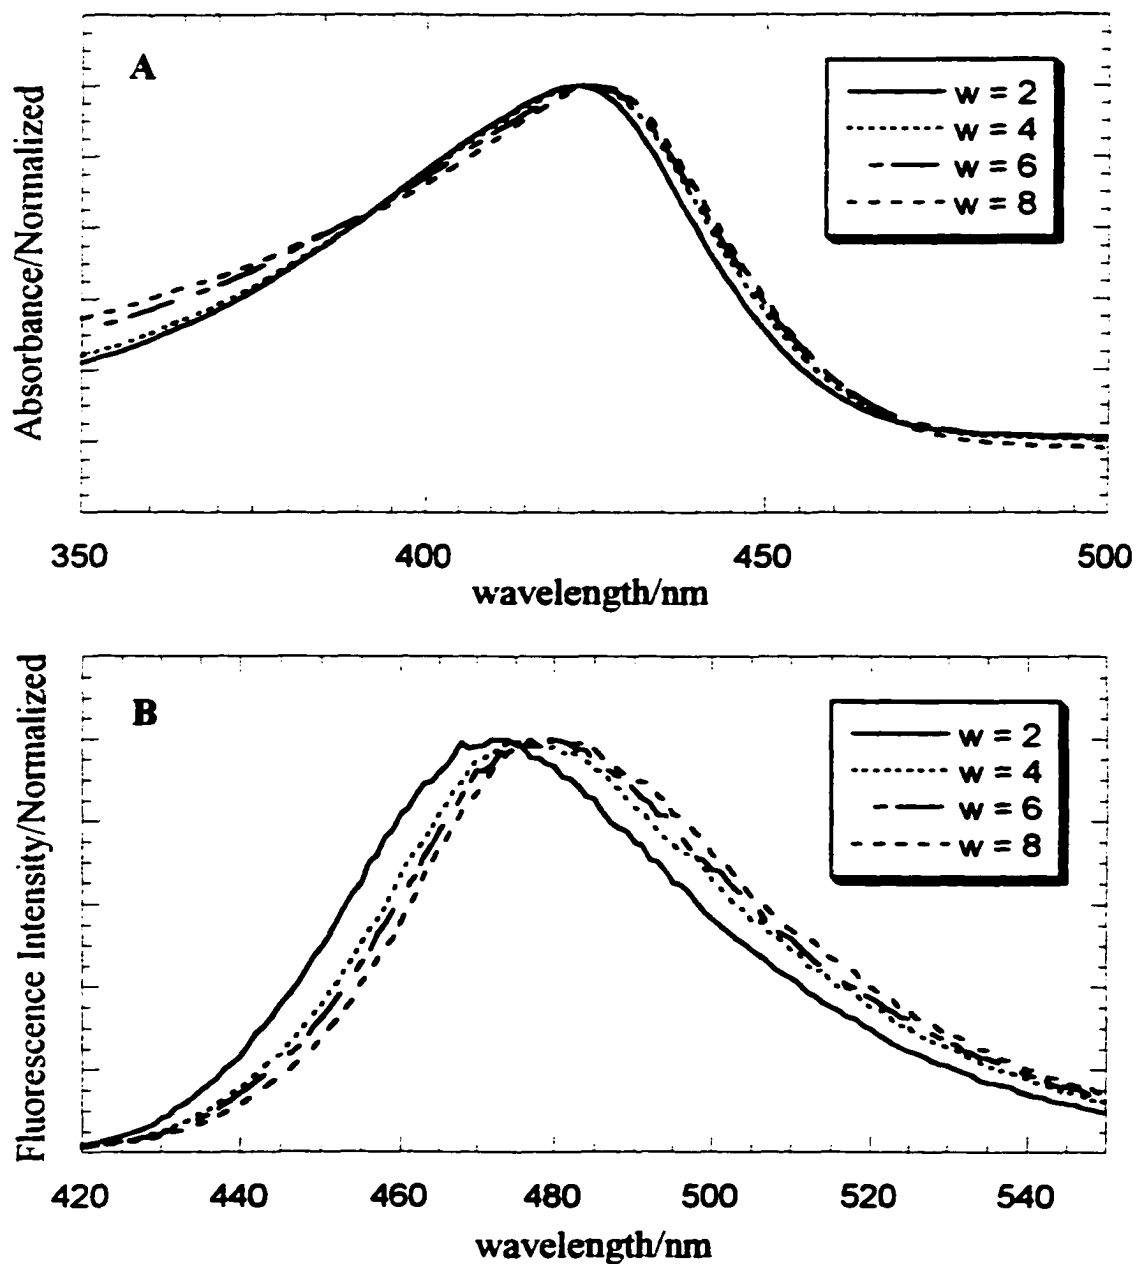 A
Absorbance/Normalized
w = 2
w = 4
w = 6
w = 8
350 400 450 500
wavelength/nm
B
Fluorescence Intensity/Normalized
w = 2
w = 4
w = 6
w = 8
420 440 460 480 500 520 540
wavelength/nm